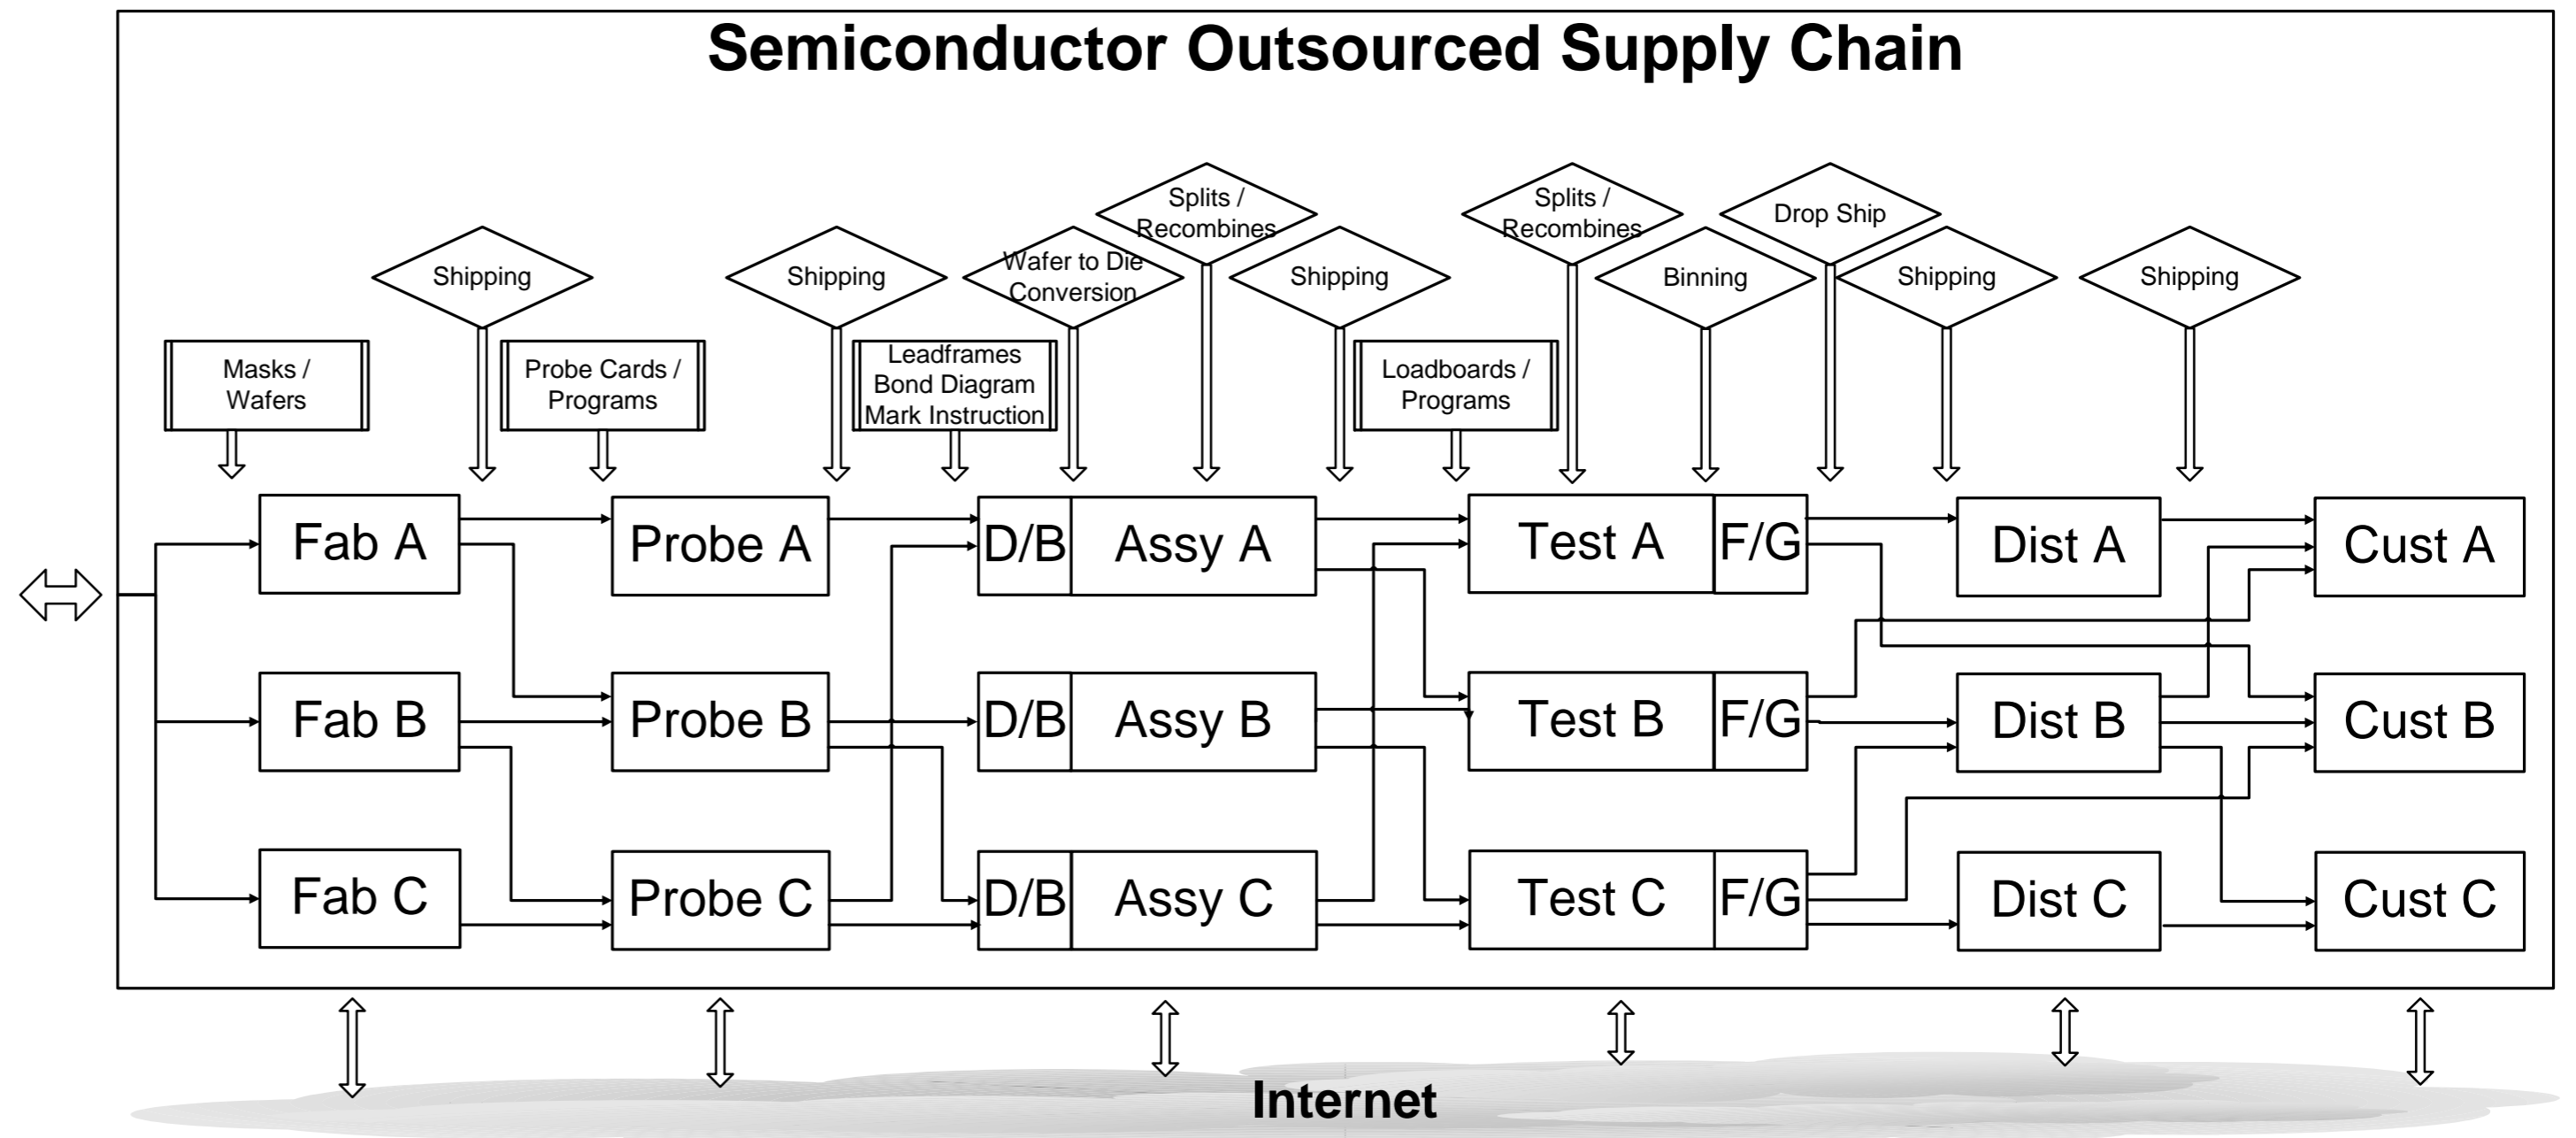 Semiconductor Outsourced Supply Chain
Splits /
Recombines
Splits /
Recombines
Drop Ship
Shipping
Shipping
Wafer to Die
Conversion
Shipping
Binning
Shipping
Shipping
Masks /
Wafers
Probe Cards /
Programs
Leadframes
Bond Diagram
Mark Instruction
Loadboards /
Programs
Fab A
Probe A
D/B
Assy A
Test A
F/G
Dist A
Cust A
Fab B
Probe B
D/B
Assy B
Test B
F/G
Dist B
Cust B
Fab C
Probe C
D/B
Assy C
Test C
F/G
Dist C
Cust C
Internet